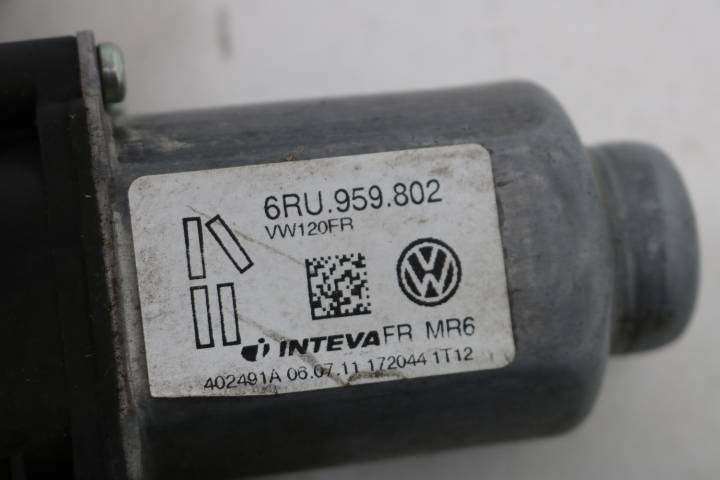 6RU.959.802
VW120FR
INTEVA FR MR6
402491A 06.07.11 172044 1T12